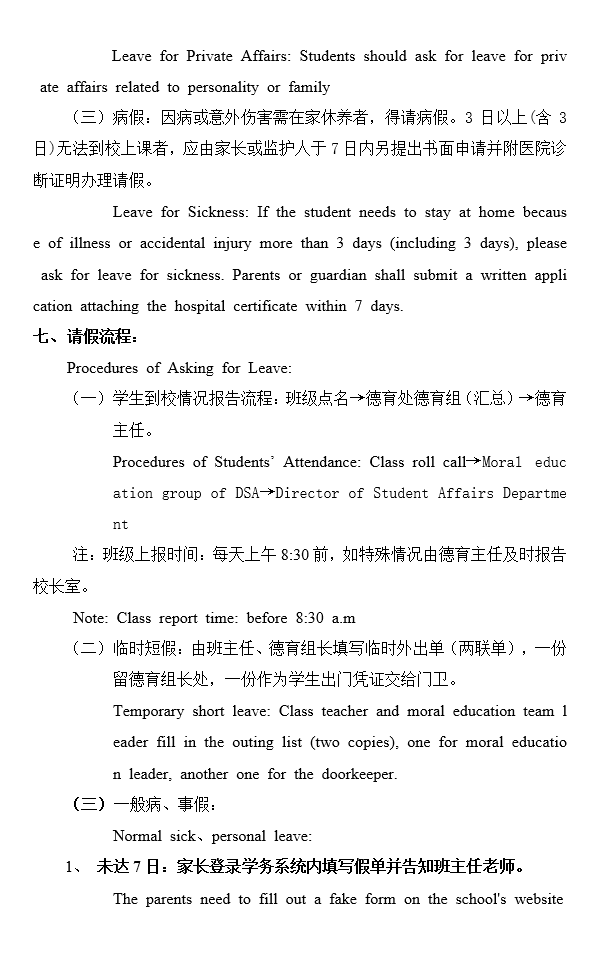 Leave for Private Affairs: Students should ask for leave for priv
ate affairs related to personality or family
（三）病假：因病或意外伤害需在家休养者，得请病假。3 日以上(含 3
日)无法到校上课者，应由家长或监护人于 7 日内另提出书面申请并附医院诊
断证明办理请假。
Leave for Sickness: If the student needs to stay at home becaus
e of illness or accidental injury more than 3 days (including 3 days), please
ask for leave for sickness. Parents or guardian shall submit a written appli
cation attaching the hospital certificate within 7 days.
七、请假流程：
Procedures of Asking for Leave:
（一）学生到校情况报告流程：班级点名→德育处德育组（汇总）→德育
主任。
Procedures of Students’ Attendance: Class roll call→Moral educ
ation group of DSA→Director of Student Affairs Departme
nt
注：班级上报时间：每天上午 8:30 前，如特殊情况由德育主任及时报告
校长室。
Note: Class report time: before 8:30 a.m
（二）临时短假：由班主任、德育组长填写临时外出单（两联单），一份
留德育组长处，一份作为学生出门凭证交给门卫。
Temporary short leave: Class teacher and moral education team l
eader fill in the outing list (two copies), one for moral educatio
n leader, another one for the doorkeeper.
（三）一般病、事假：
Normal sick、personal leave:
1、 未达 7 日：家长登录学务系统内填写假单并告知班主任老师。
The parents need to fill out a fake form on the school's website